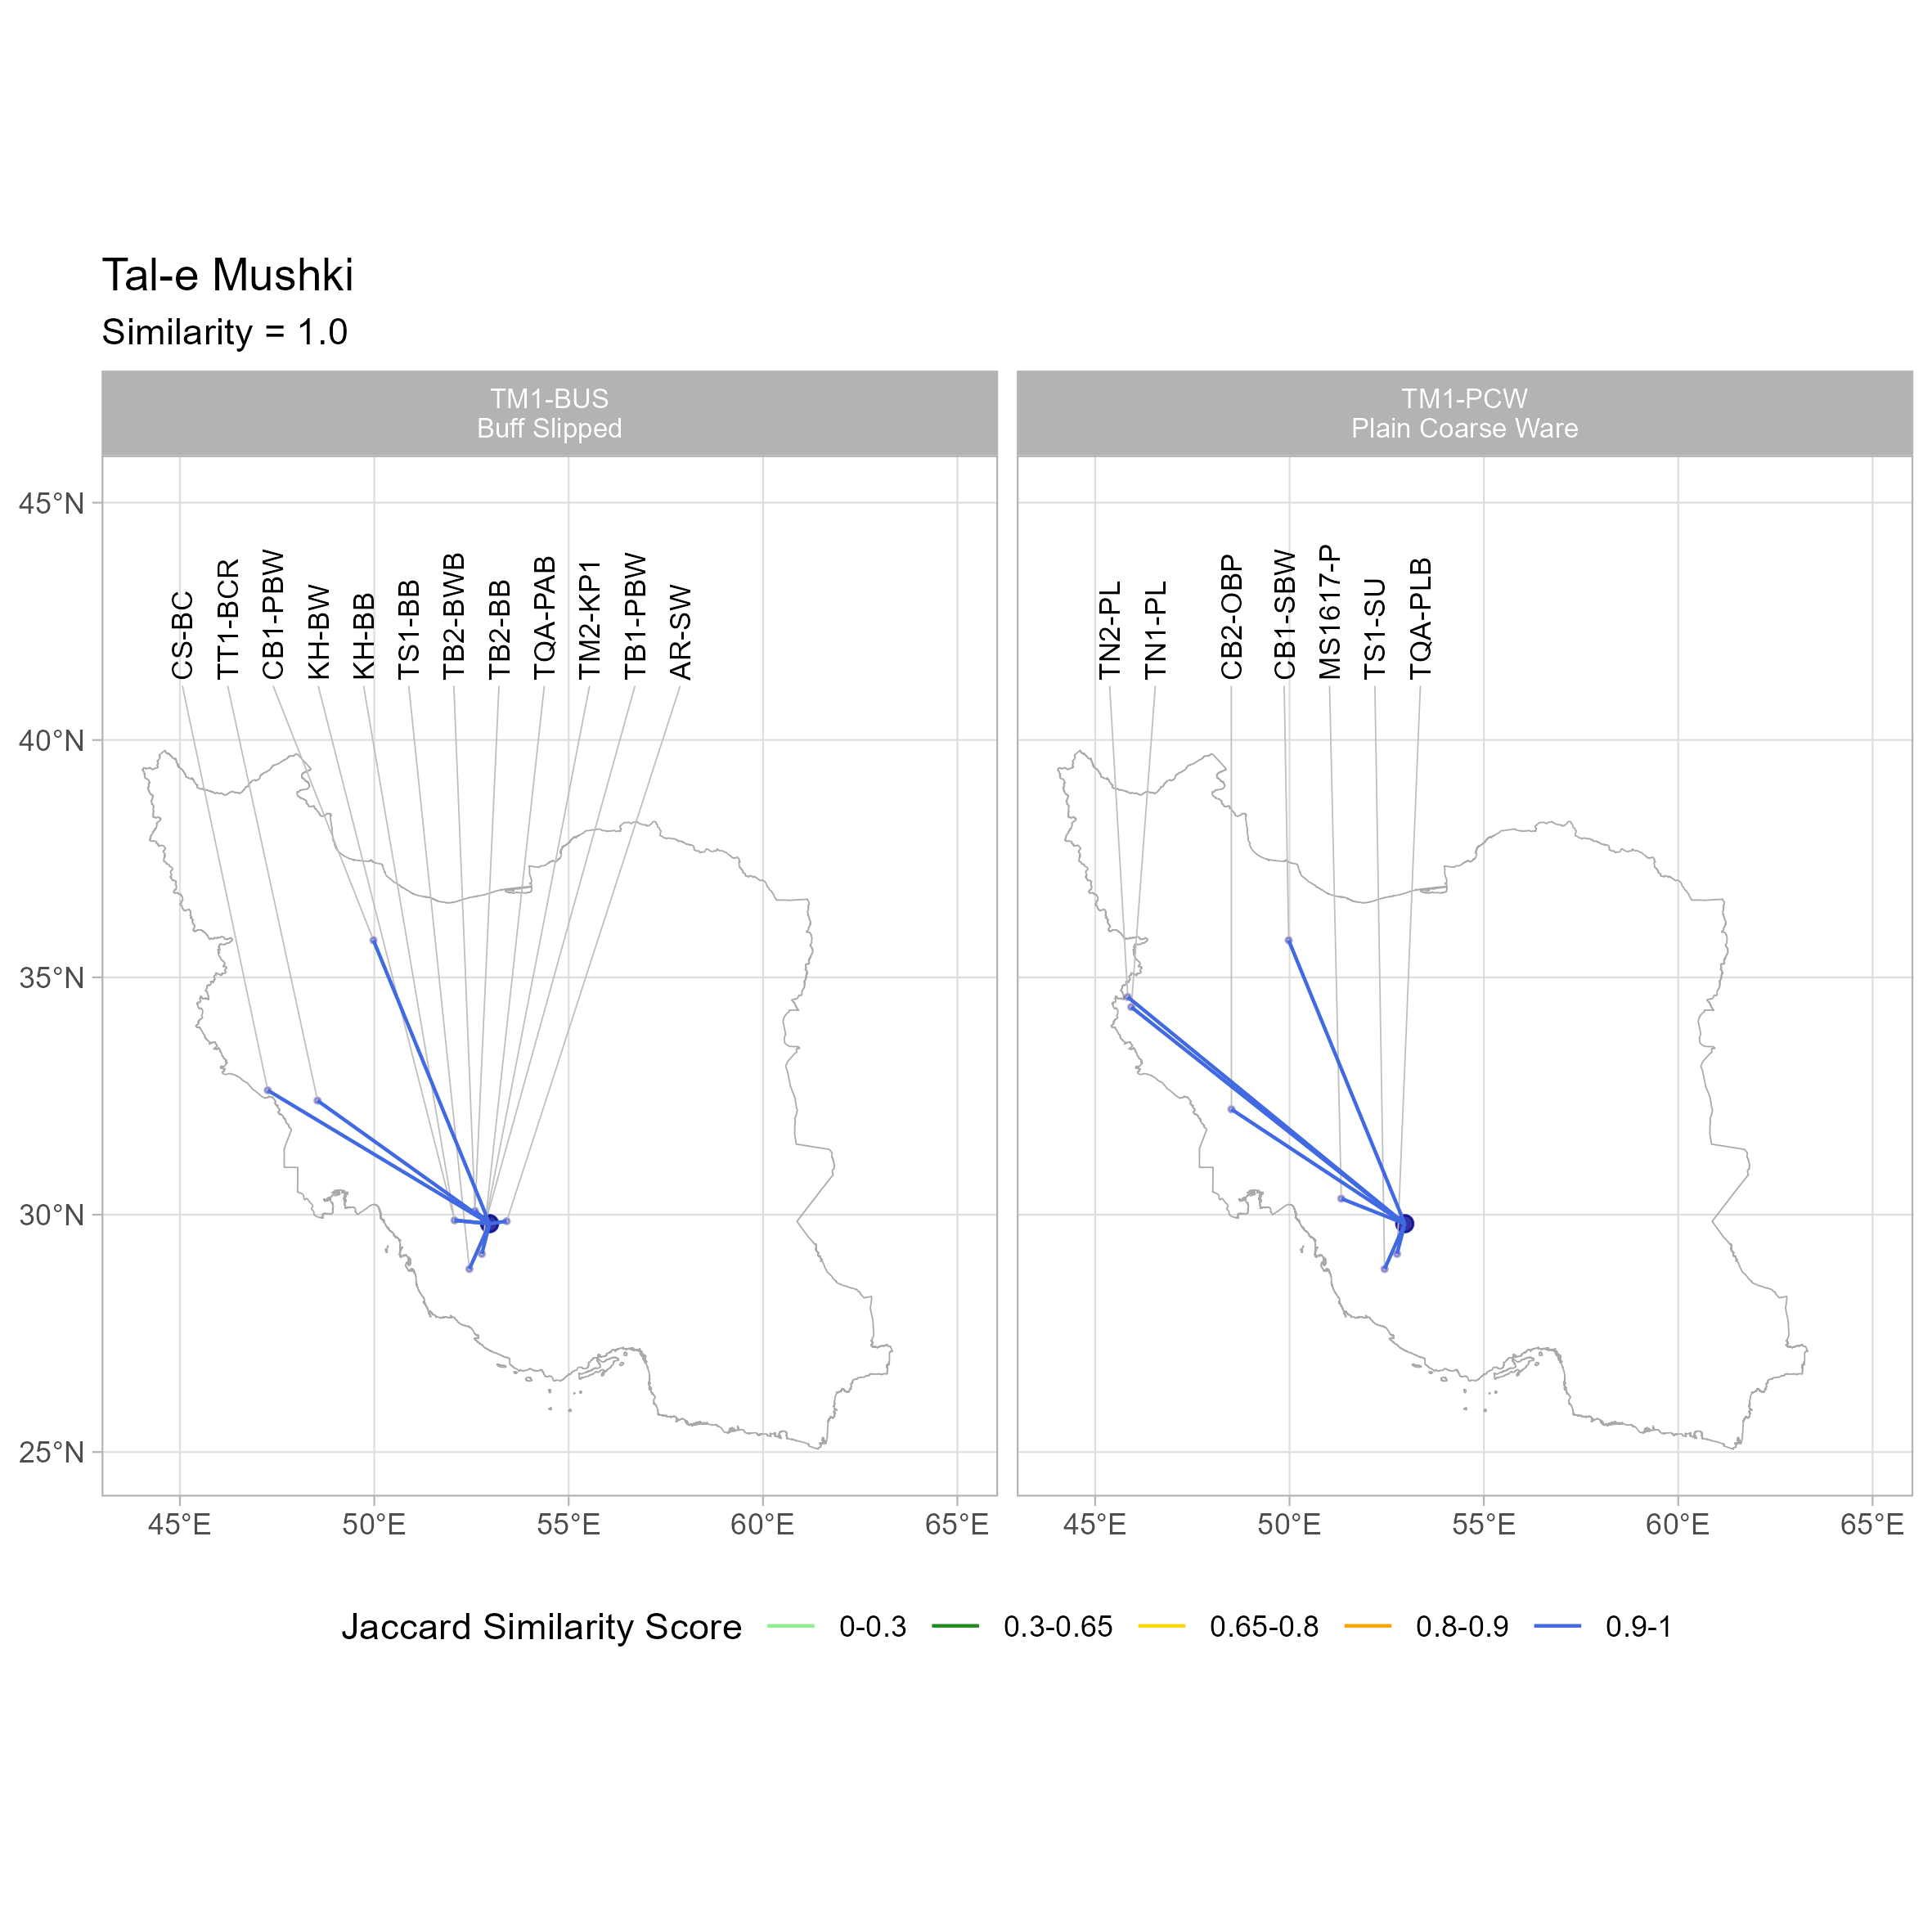 Tal-e Mushki
Similarity = 1.0
TM1-BUS
Buff Slipped
TM1-PCW
Plain Coarse Ware
45°N
40°N
35°N
30°N
25°N
CS-BC
TT1-BCR
CB1-PBW
KH-BW
KH-BB
TS1-BB
TB2-BWB
TB2-BB
TQA-PAB
TM2-KP1
TB1-PBW
AR-SW
TN2-PL
TN1-PL
CB2-OBP
CB1-SBW
MS1617-P
TS1-SU
TQA-PLB
45°E
50°E
55°E
60°E
65°E
45°E
50°E
55°E
60°E
65°E
Jaccard Similarity Score
0-0.3
0.3-0.65
0.65-0.8
0.8-0.9
0.9-1